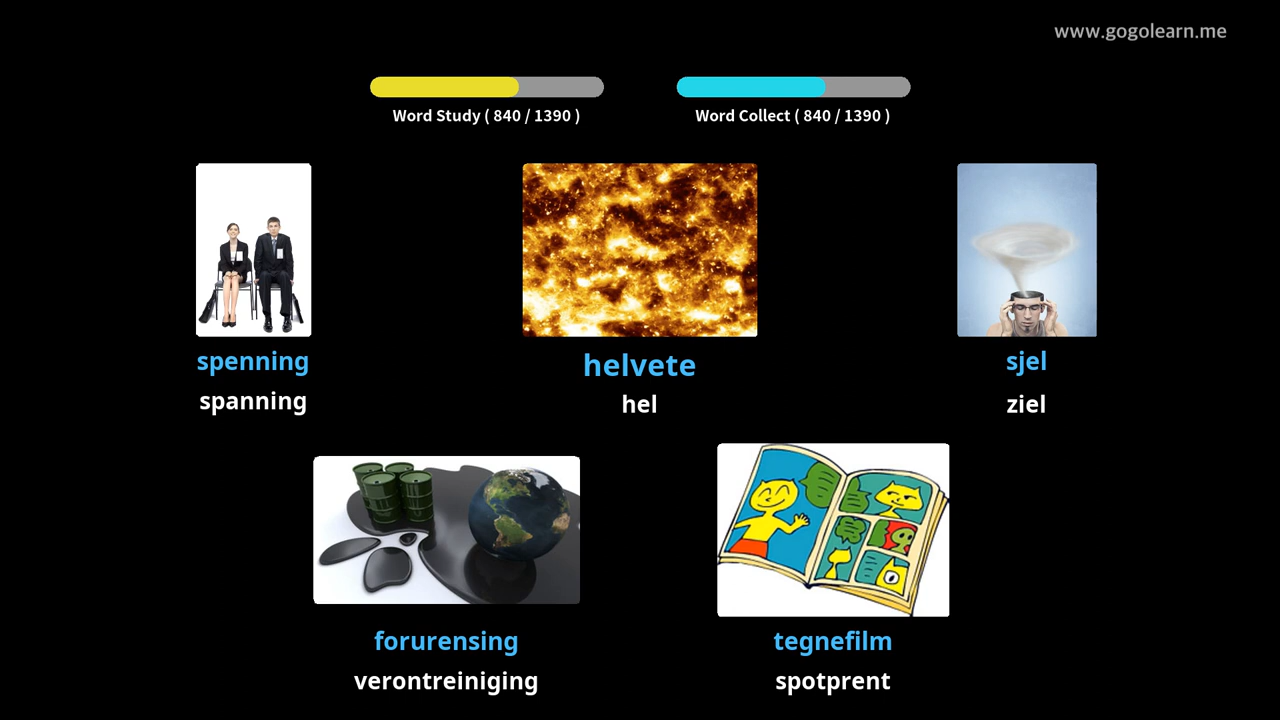 www.gogolearn.me
Word Study ( 840 / 1390 )
Word Collect ( 840 / 1390 )
spenning
spanning
helvete
hel
sjel
ziel
forurensing
verontreiniging
tegnefilm
spotprent